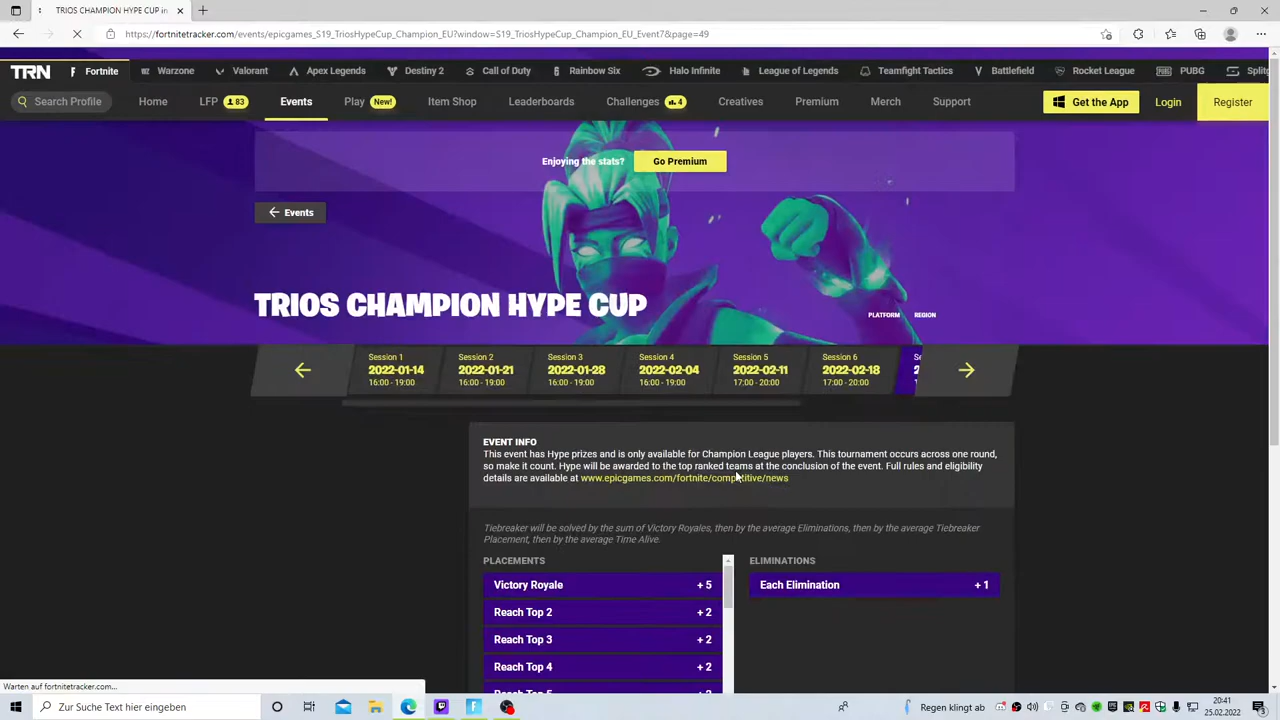 TRIOS CHAMPION HYPE CUP in
https://fortnitetracker.com/events/epicgames_S19_TriosHypeCup_Champion_EU?window=S19_TriosHypeCup_Champion_EU_Event7&page=49
TRN Fortnite Warzone Valorant Apex Legends Destiny 2 Call of Duty Rainbow Six Halo Infinite League of Legends Teamfight Tactics Battlefield Rocket League PUBG Splitg
Search Profile Home LFP 83 Events Play New! Item Shop Leaderboards Challenges 4 Creatives Premium Merch Support Get the App Login Register
Enjoying the stats? Go Premium
Events
TRIOS CHAMPION HYPE CUP
PLATFORM REGION
Session 1 Session 2 Session 3 Session 4 Session 5 Session 6 Se
2022-01-14 2022-01-21 2022-01-28 2022-02-04 2022-02-11 2022-02-18 2
16:00 - 19:00 16:00 - 19:00 16:00 - 19:00 16:00 - 19:00 17:00 - 20:00 17:00 - 20:00
EVENT INFO
This event has Hype prizes and is only available for Champion League players. This tournament occurs across one round,
so make it count. Hype will be awarded to the top ranked teams at the conclusion of the event. Full rules and eligibility
details are available at www.epicgames.com/fortnite/competitive/news
Tiebreaker will be solved by the sum of Victory Royales, then by the average Eliminations, then by the average Tiebreaker
Placement, then by the average Time Alive.
PLACEMENTS ELIMINATIONS
Victory Royale + 5 Each Elimination + 1
Reach Top 2 + 2
Reach Top 3 + 2
Reach Top 4 + 2
Reach Top 5 + 2
Warten auf fortnitetracker.com...
Zur Suche Text hier eingeben
Regen klingt ab
20:41
25.02.2022
3